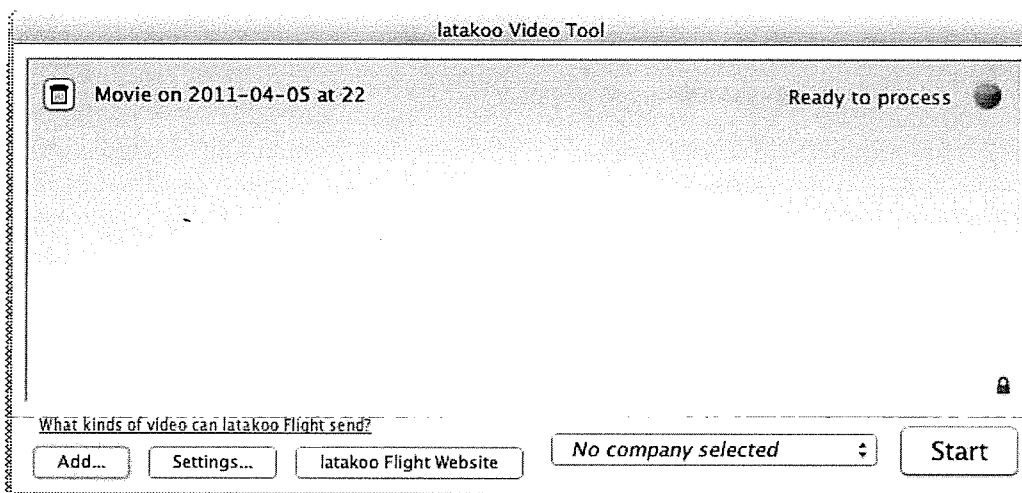 latakoo Video Tool
Movie on 2011-04-05 at 22
Ready to process
What kinds of video can latakoo Flight send?
Add...
Settings...
latakoo Flight Website
No company selected
Start